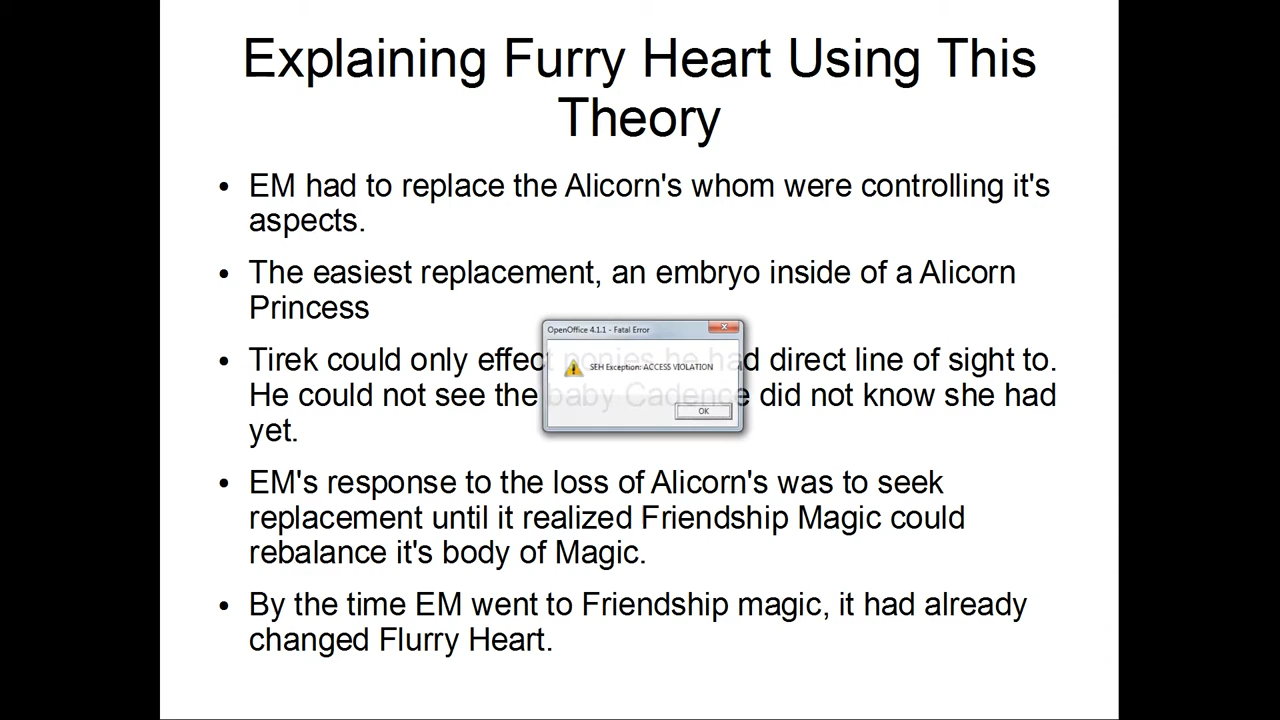 Explaining Furry Heart Using This
Theory
• EM had to replace the Alicorn's whom were controlling it's
aspects.
• The easiest replacement, an embryo inside of a Alicorn
Princess
• Tirek could only effect ponies he had direct line of sight to.
He could not see the baby Cadence did not know she had
yet.
OpenOffice 4.1.1 - Fatal Error
SEH Exception: ACCESS VIOLATION
OK
• EM's response to the loss of Alicorn's was to seek
replacement until it realized Friendship Magic could
rebalance it's body of Magic.
• By the time EM went to Friendship magic, it had already
changed Flurry Heart.